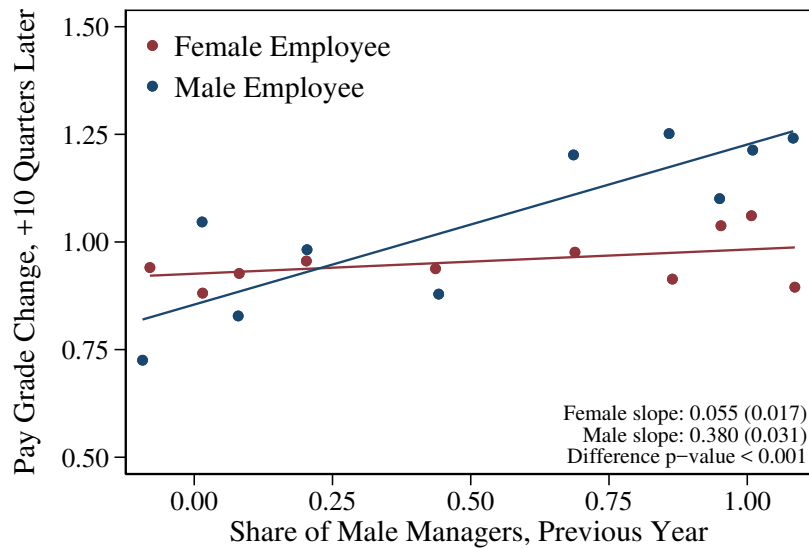 Pay Grade Change, +10 Quarters Later
1.50
1.25
1.00
0.75
0.50
Female Employee
Male Employee
Female slope: 0.055 (0.017)
Male slope: 0.380 (0.031)
Difference p−value < 0.001
0.00 0.25 0.50 0.75 1.00
Share of Male Managers, Previous Year